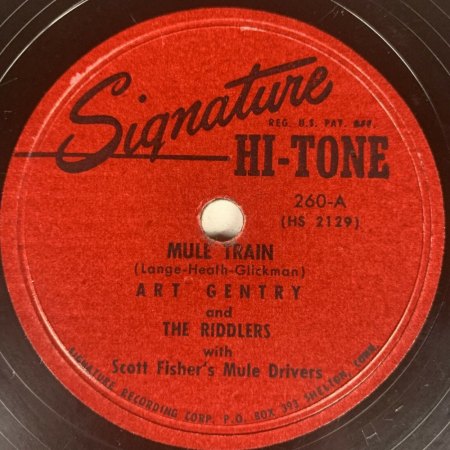 Signature
REG. U.S. PAT. OFF.
HI-TONE
260-A
(HS 2129)
MULE TRAIN
(Lange-Heath-Glickman)
ART GENTRY
and
THE RIDDLERS
with
Scott Fisher's Mule Drivers
SIGNATURE RECORDING CORP. P.O. BOX 393 SHELTON, CONN.